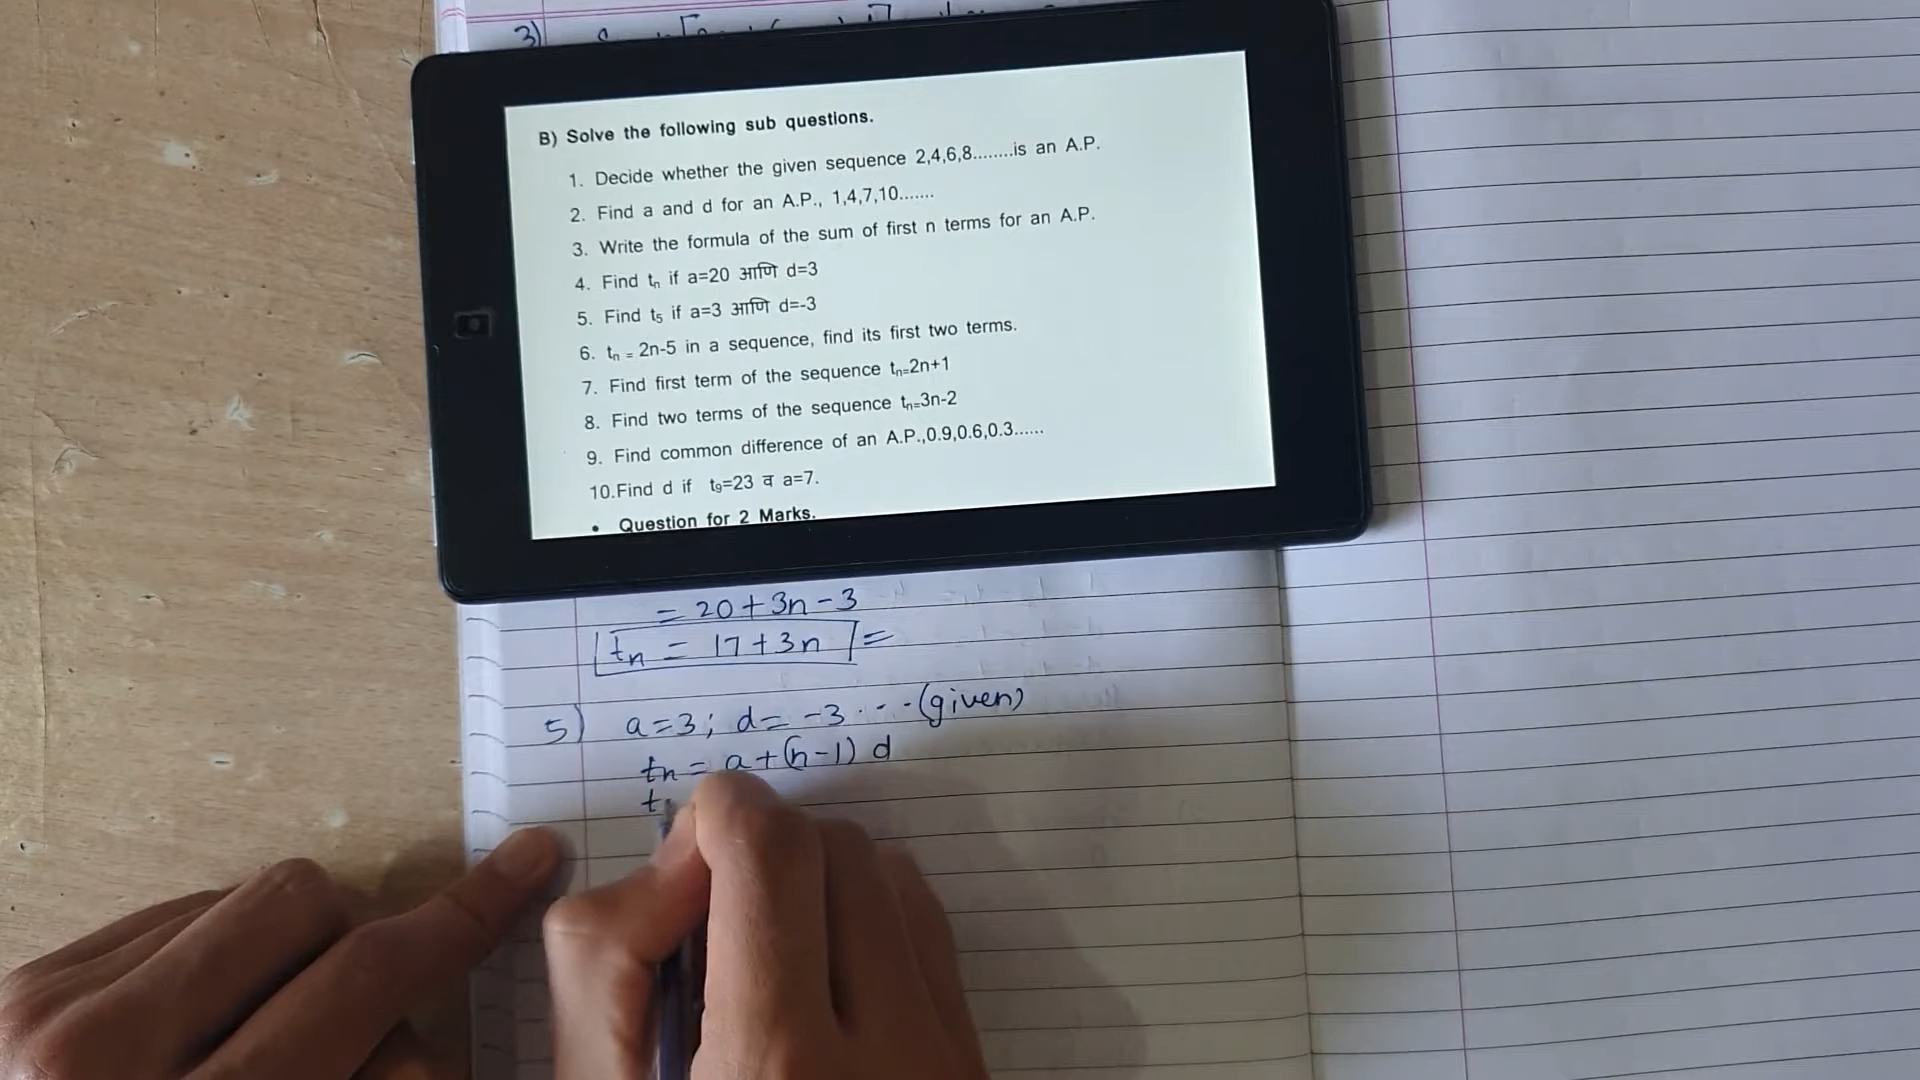 3)
B) Solve the following sub questions.
1. Decide whether the given sequence 2,4,6,8........is an A.P.
2. Find a and d for an A.P., 1,4,7,10.......
3. Write the formula of the sum of first n terms for an A.P.
4. Find tₙ if a=20 आणि d=3
5. Find t₅ if a=3 आणि d=-3
6. tₙ = 2n-5 in a sequence, find its first two terms.
7. Find first term of the sequence tₙ=2n+1
8. Find two terms of the sequence tₙ=3n-2
9. Find common difference of an A.P.,0.9,0.6,0.3......
10.Find d if t₉=23 व a=7.
• Question for 2 Marks.
= 20+3n-3
tₙ = 17+3n =
5) a=3; d= -3 ... (given)
tₙ = a+(n-1) d
t